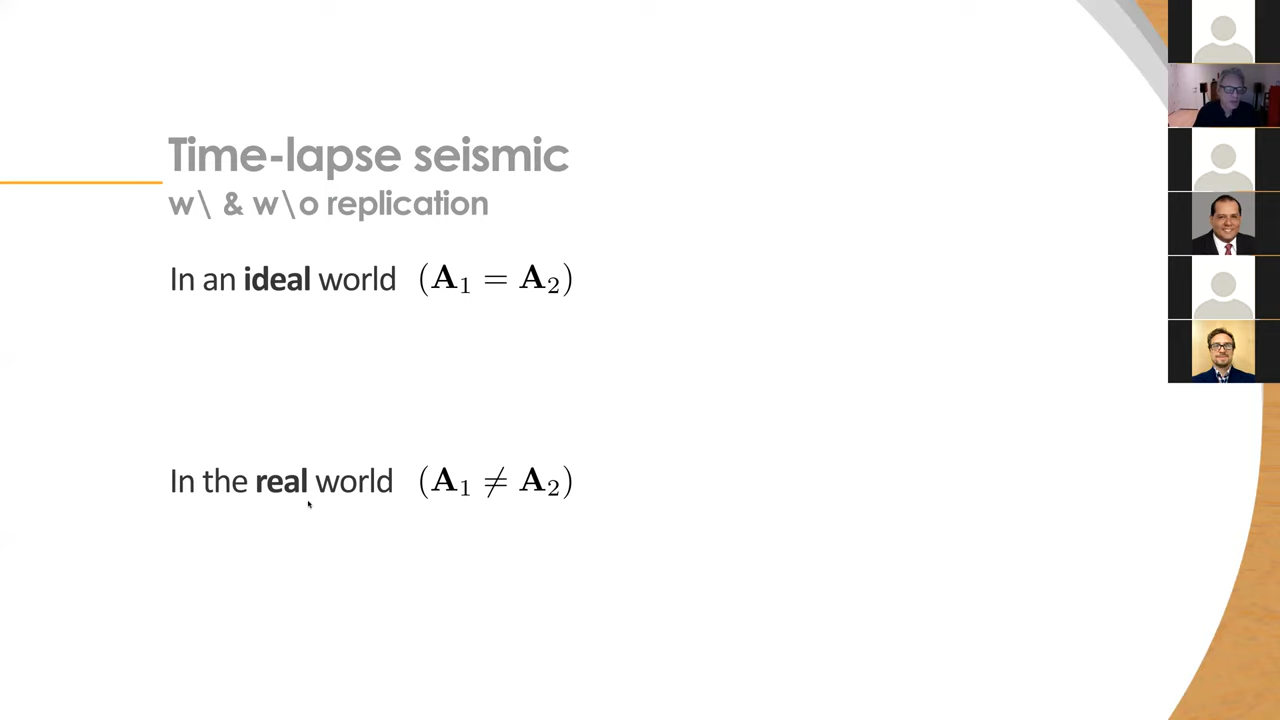 Time-lapse seismic
w\ & w\o replication
In an ideal world (A₁ = A₂)
In the real world (A₁ ≠ A₂)